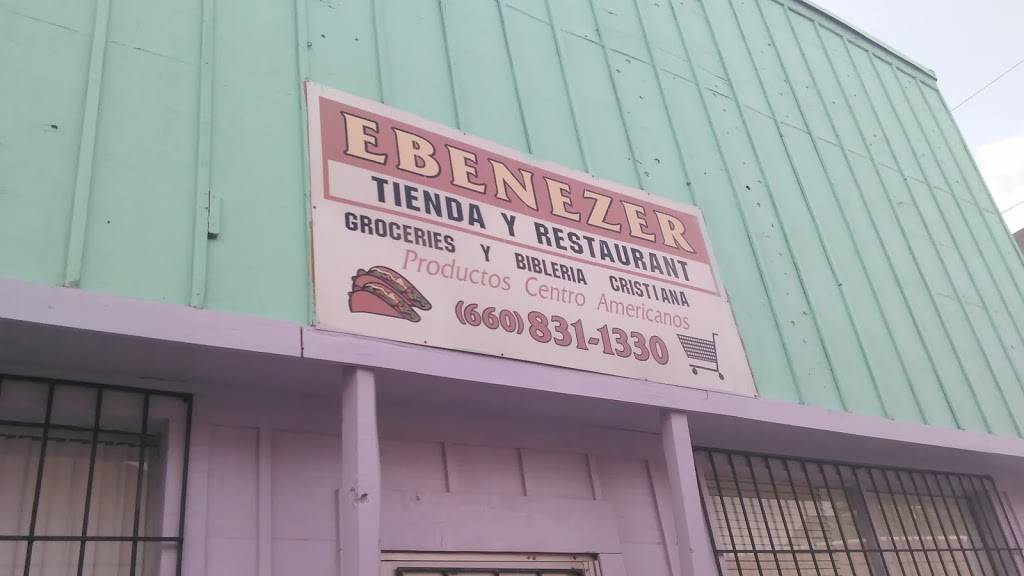 EBENEZER
TIENDA Y RESTAURANT
GROCERIES Y BIBLERIA CRISTIANA
Productos Centro Americanos
(660) 831-1330